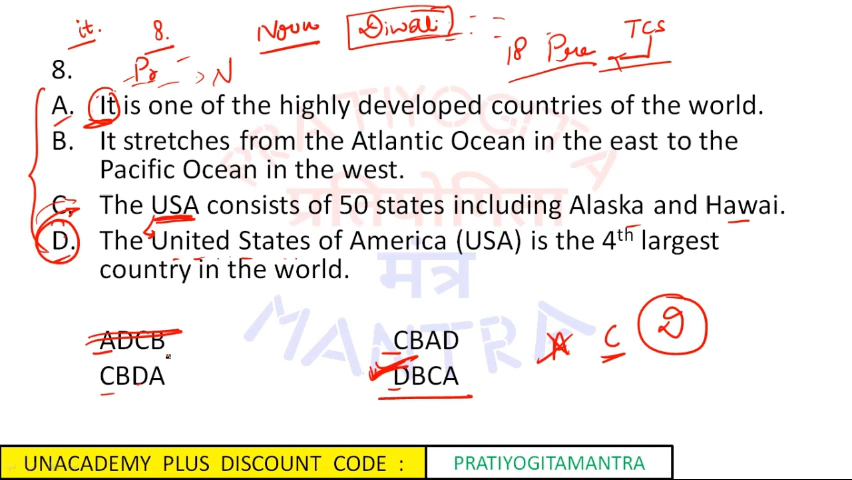 it. 8. Noun Diwali
18 Pre TCS
8. Pr N
A. It is one of the highly developed countries of the world.
B. It stretches from the Atlantic Ocean in the east to the
Pacific Ocean in the west.
C. The USA consists of 50 states including Alaska and Hawai.
D. The United States of America (USA) is the 4th largest
country in the world.
ADCB CBAD A C D
CBDA DBCA
PRATIYOGITA
प्रतियोगिता
मंत्र
MANTRA
UNACADEMY PLUS DISCOUNT CODE : PRATIYOGITAMANTRA